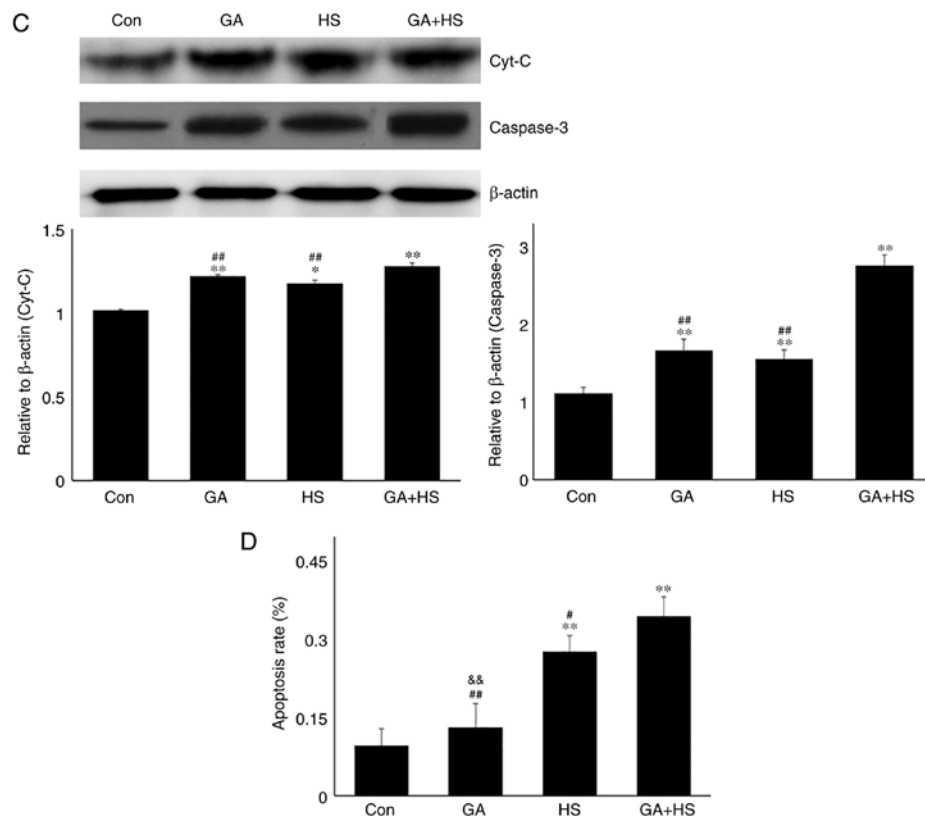 C
Con GA HS GA+HS
Cyt-C
Caspase-3
β-actin
Relative to β-actin (Cyt-C)
1.5
1
0.5
0
##
**
##
*
**
Con GA HS GA+HS
Relative to β-actin (Caspase-3)
3
2
1
0
##
**
##
**
**
Con GA HS GA+HS
D
Apoptosis rate (%)
0.45
0.3
0.15
0
&&
##
#
**
**
Con GA HS GA+HS